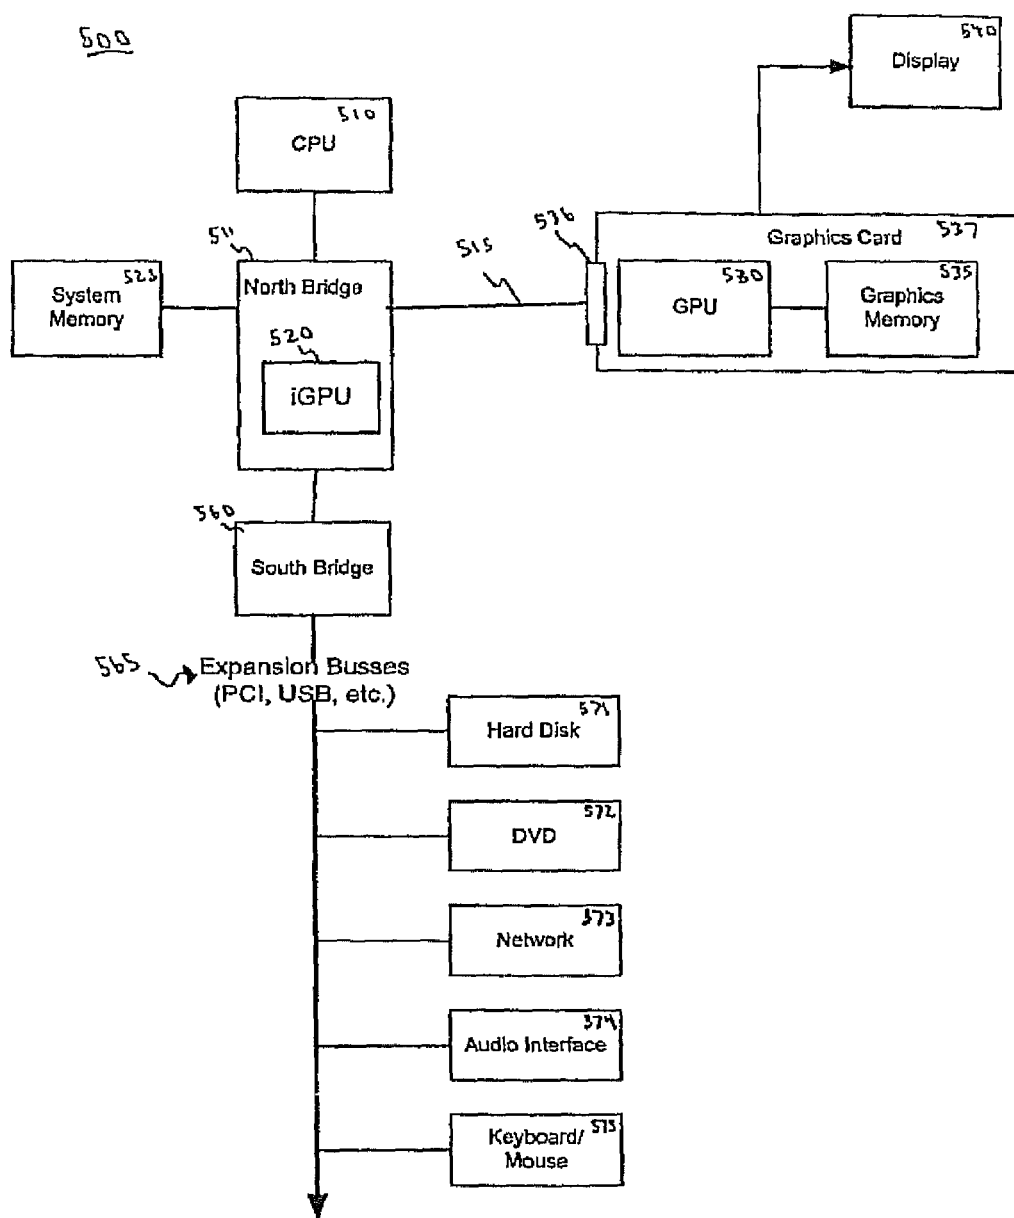 500
540
Display
510
CPU
511
North Bridge
523
System
Memory
515
536
Graphics Card
537
530
GPU
535
Graphics
Memory
520
iGPU
560
South Bridge
565
Expansion Busses
(PCI, USB, etc.)
571
Hard Disk
572
DVD
573
Network
574
Audio Interface
575
Keyboard/
Mouse